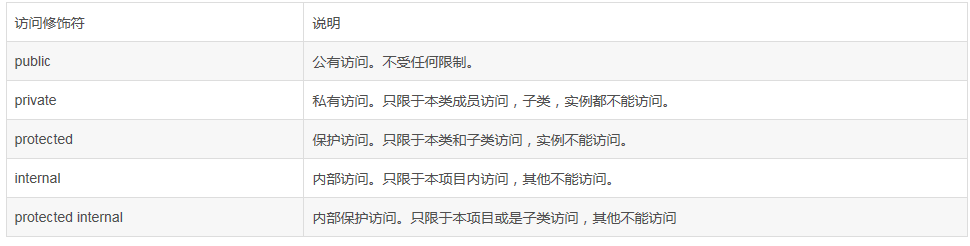 访问修饰符 说明
public 公有访问。不受任何限制。
private 私有访问。只限于本类成员访问，子类，实例都不能访问。
protected 保护访问。只限于本类和子类访问，实例不能访问。
internal 内部访问。只限于本项目内访问，其他不能访问。
protected internal 内部保护访问。只限于本项目或是子类访问，其他不能访问